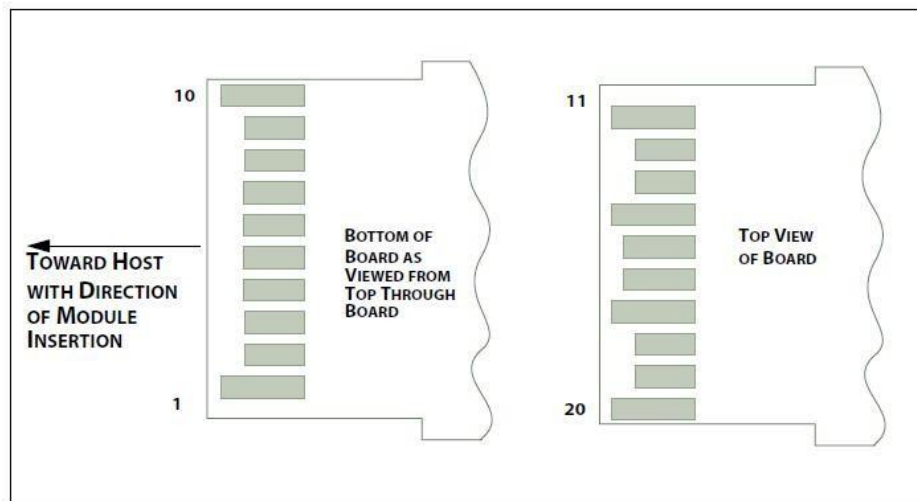 10
1
TOWARD HOST
WITH DIRECTION
OF MODULE
INSERTION
BOTTOM OF
BOARD AS
VIEWED FROM
TOP THROUGH
BOARD
11
20
TOP VIEW
OF BOARD